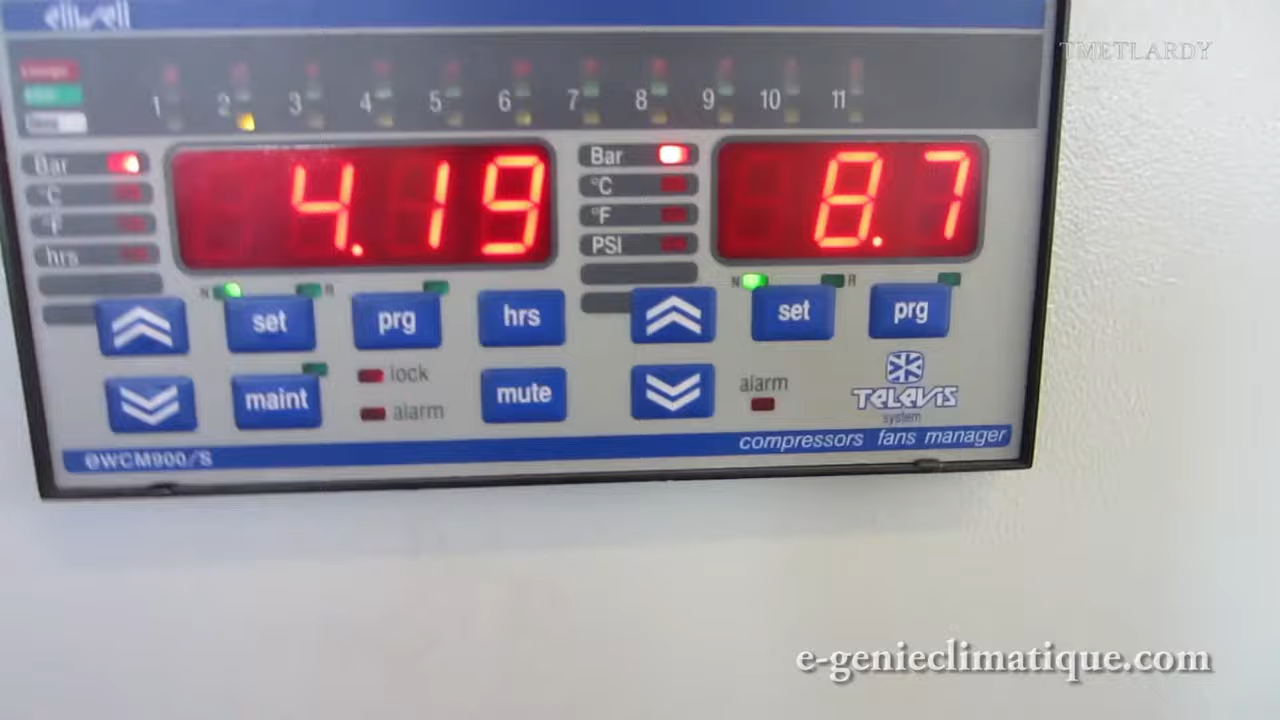 eliwell
TMETLARDY
1 2 3 4 5 6 7 8 9 10 11
Bar 4.19 Bar 8.7
°C °C
°F °F
hrs PSI
N R N R
set prg hrs set prg
maint lock mute alarm
alarm
TELEVIS
system
compressors fans manager
eWCM900/S
e-genieclimatique.com